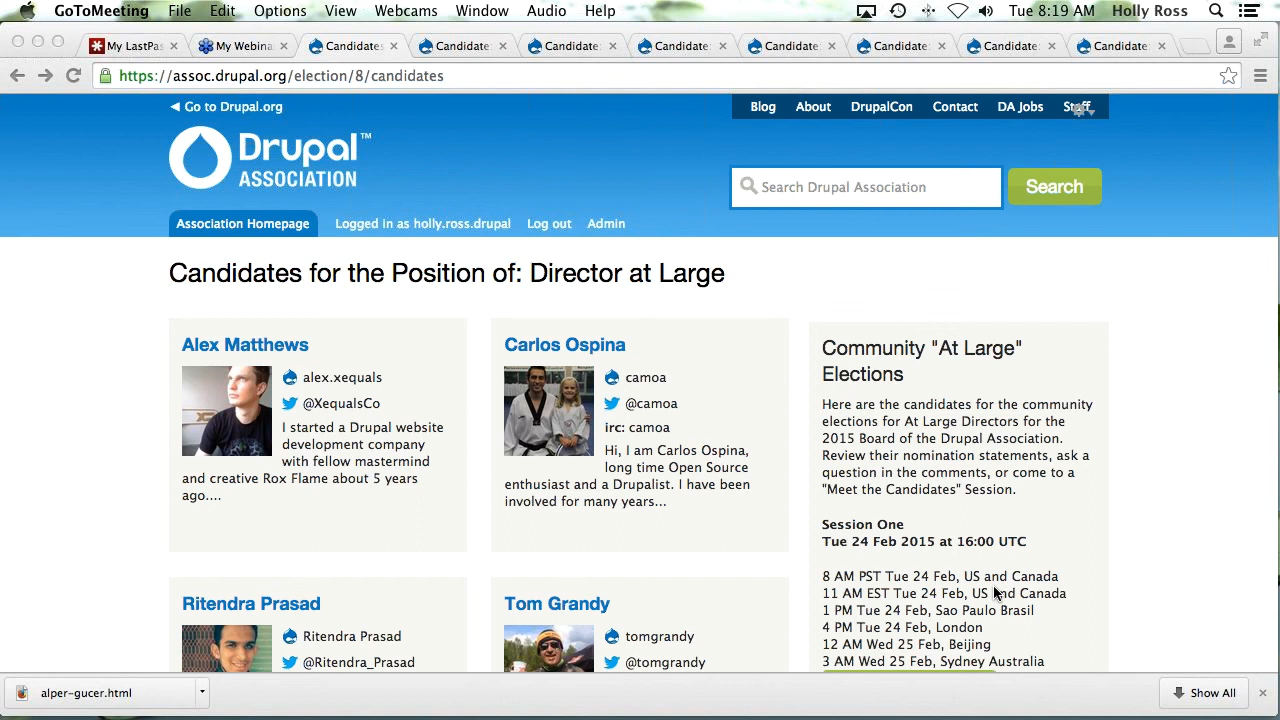 GoToMeeting File Edit Options View Webcams Window Audio Help Tue 8:19 AM Holly Ross
My LastPa My Webina Candidate Candidate Candidate Candidate Candidate Candidate Candidate Candidate
https://assoc.drupal.org/election/8/candidates
◀ Go to Drupal.org
Blog About DrupalCon Contact DA Jobs Staff
Drupal™
ASSOCIATION
Search Drupal Association Search
Association Homepage Logged in as holly.ross.drupal Log out Admin
Candidates for the Position of: Director at Large
Alex Matthews
alex.xequals
@XequalsCo
I started a Drupal website
development company
with fellow mastermind
and creative Rox Flame about 5 years
ago....
Carlos Ospina
camoa
@camoa
irc: camoa
Hi, I am Carlos Ospina,
long time Open Source
enthusiast and a Drupalist. I have been
involved for many years...
Ritendra Prasad
Ritendra Prasad
@Ritendra_Prasad
Tom Grandy
tomgrandy
@tomgrandy
Community "At Large"
Elections
Here are the candidates for the community
elections for At Large Directors for the
2015 Board of the Drupal Association.
Review their nomination statements, ask a
question in the comments, or come to a
"Meet the Candidates" Session.
Session One
Tue 24 Feb 2015 at 16:00 UTC
8 AM PST Tue 24 Feb, US and Canada
11 AM EST Tue 24 Feb, US and Canada
1 PM Tue 24 Feb, Sao Paulo Brasil
4 PM Tue 24 Feb, London
12 AM Wed 25 Feb, Beijing
3 AM Wed 25 Feb, Sydney Australia
alper-gucer.html
Show All